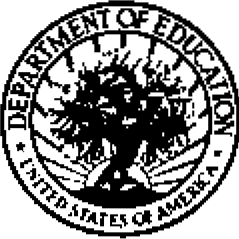 DEPARTMENT OF EDUCATION
UNITED STATES OF AMERICA